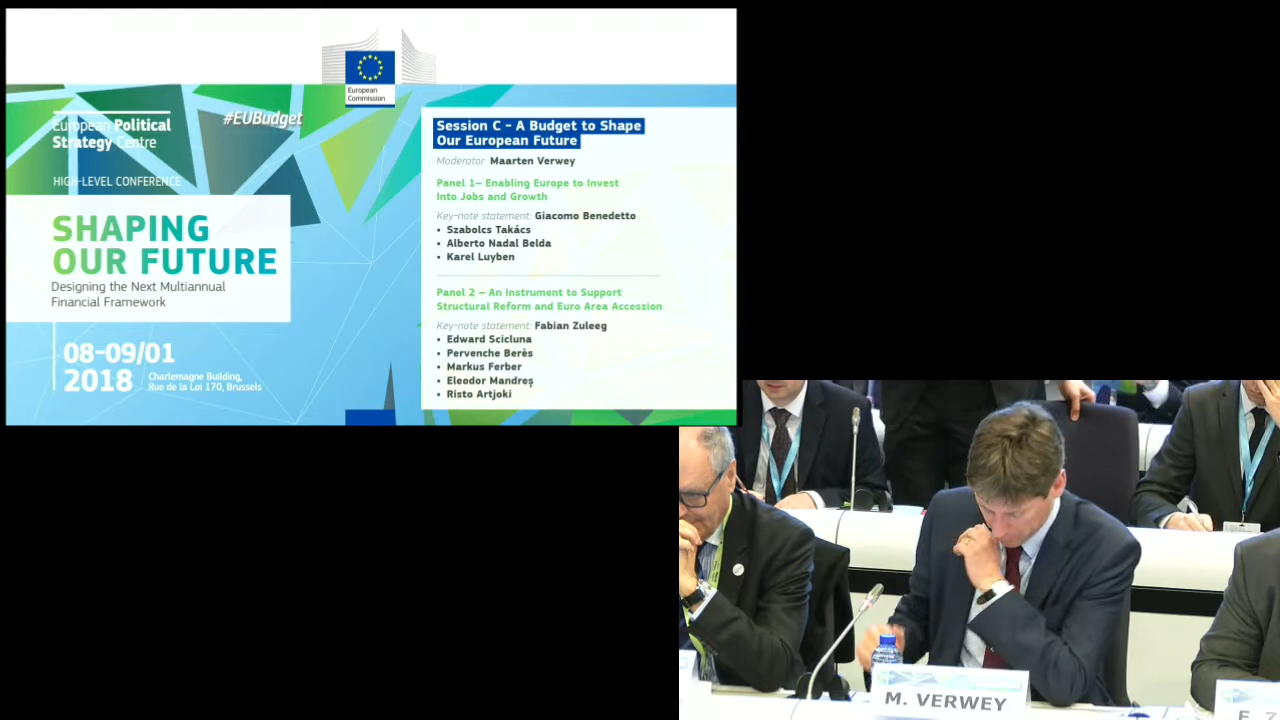 European
Commission
European Political
Strategy Centre
#EUBudget
HIGH-LEVEL CONFERENCE
SHAPING
OUR FUTURE
Designing the Next Multiannual
Financial Framework
08-09/01
2018
Charlemagne Building,
Rue de la Loi 170, Brussels
Session C - A Budget to Shape
Our European Future
Moderator: Maarten Verwey
Panel 1– Enabling Europe to Invest
Into Jobs and Growth
Key-note statement: Giacomo Benedetto
• Szabolcs Takács
• Alberto Nadal Belda
• Karel Luyben
Panel 2 – An Instrument to Support
Structural Reform and Euro Area Accession
Key-note statement: Fabian Zuleeg
• Edward Scicluna
• Pervenche Berès
• Markus Ferber
• Eleodor Mandreș
• Risto Artjoki
M. VERWEY